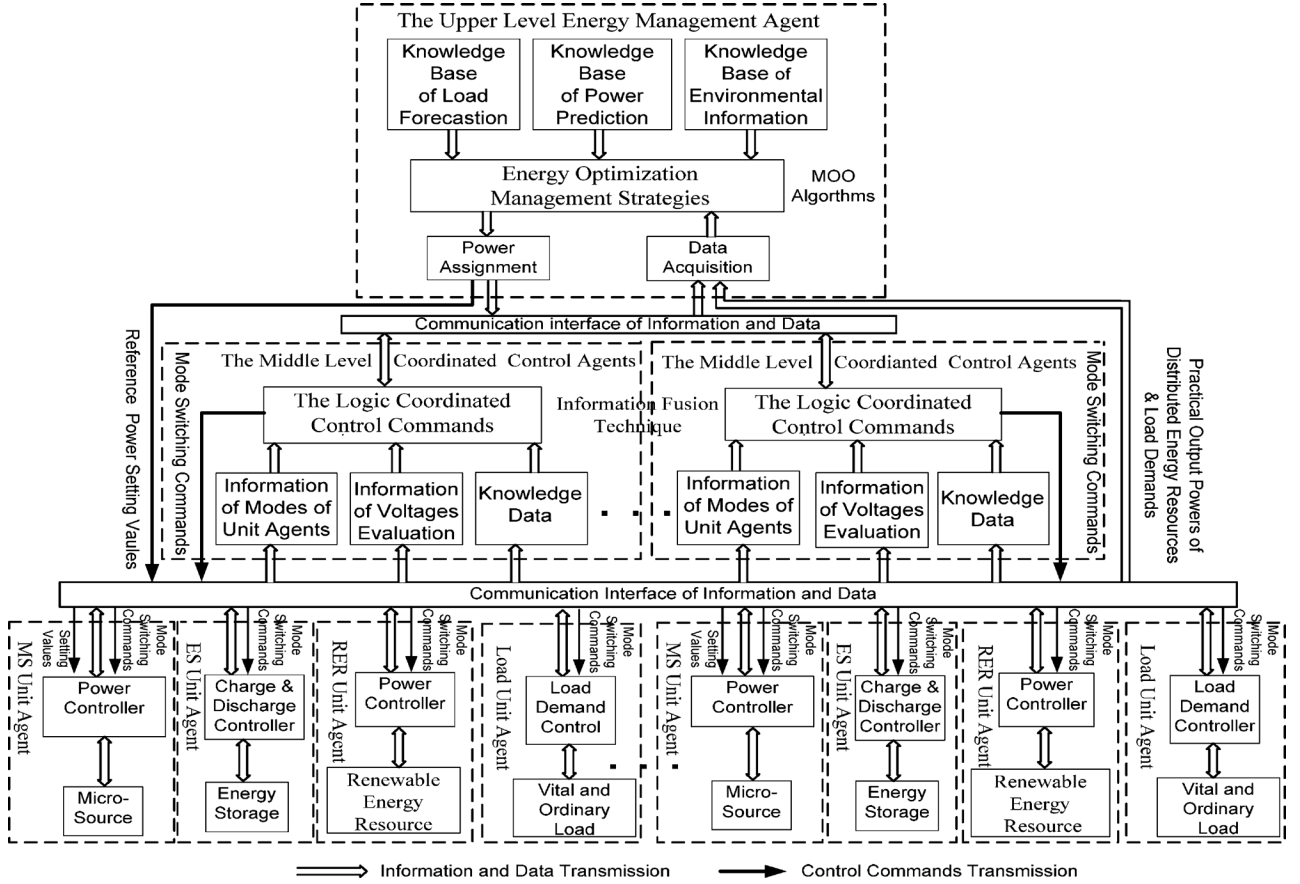 The Upper Level Energy Management Agent
Knowledge
Base
of Load
Forecastion
Knowledge
Base
of Power
Prediction
Knowledge
Base of
Environmental
Information
Energy Optimization
Management Strategies
MOO
Algorthms
Power
Assignment
Data
Acquisition
Communication interface of Information and Data
Reference Power Setting Vaules
Mode Switching Commands
The Middle Level Coordinated Control Agents
The Logic Coordinated
Control Commands
Information Fusion
Technique
The Middle Level Coordianted Control Agents
The Logic Coordinated
Control Commands
Mode Switching Commands
Practical Output Powers of
Distributed Energy Resources
& Load Demands
Information
of Modes of
Unit Agents
Information
of Voltages
Evaluation
Knowledge
Data
. . .
Information
of Modes of
Unit Agents
Information
of Voltages
Evaluation
Knowledge
Data
Communication Interface of Information and Data
MS Unit Agent
Setting
Values
Mode
Switching
Commands
Power
Controller
Micro-
Source
ES Unit Agent
Mode
Switching
Commands
Charge &
Discharge
Controller
Energy
Storage
RER Unit Agent
Mode
Switching
Commands
Power
Controller
Renewable
Energy
Resource
Load Unit Agent
Mode
Switching
Commands
Load
Demand
Control
Vital and
Ordinary
Load
. . .
MS Unit Agent
Setting
Values
Mode
Switching
Commands
Power
Controller
Micro-
Source
ES Unit Agent
Mode
Switching
Commands
Charge &
Discharge
Controller
Energy
Storage
RER Unit Agent
Mode
Switching
Commands
Power
Controller
Renewable
Energy
Resource
Load Unit Agent
Mode
Switching
Commands
Load
Demand
Controller
Vital and
Ordinary
Load
Information and Data Transmission
Control Commands Transmission